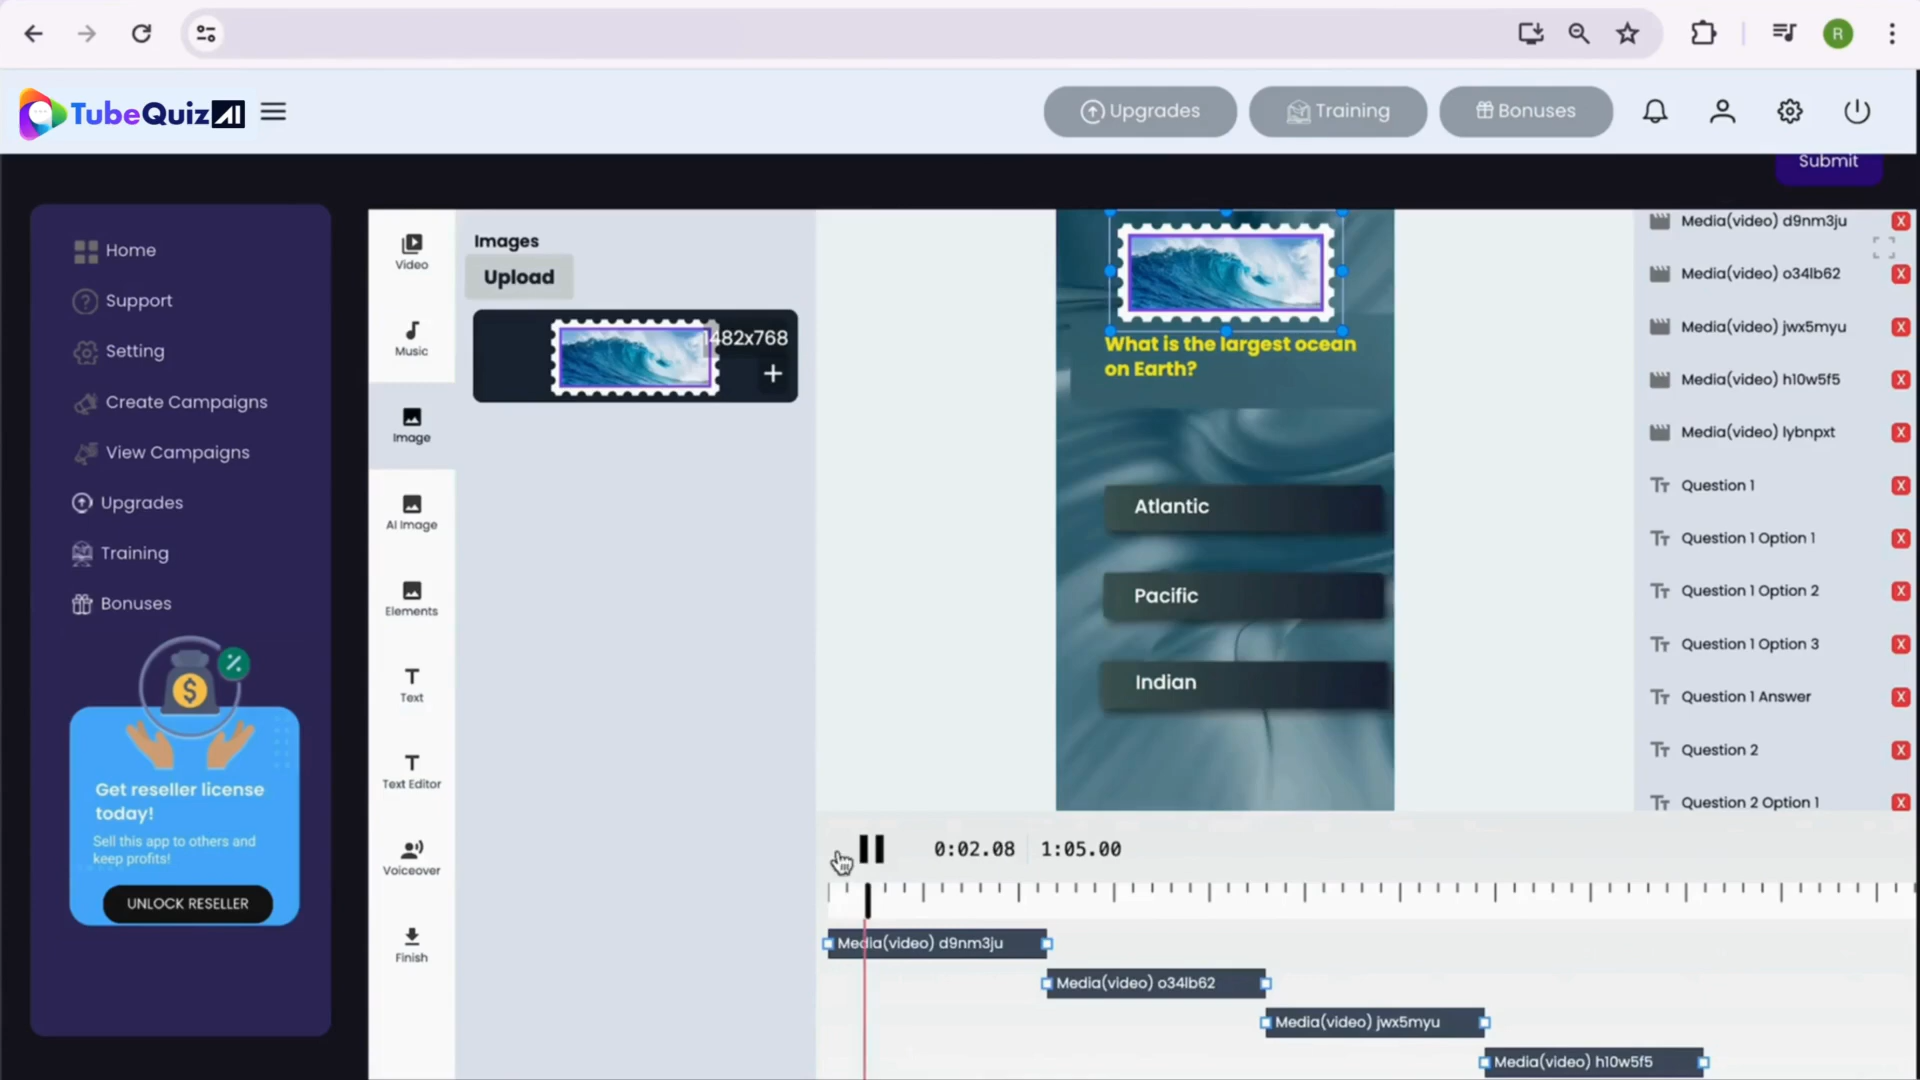 R
TubeQuizAI
Upgrades
Training
Bonuses
Submit
Home
Support
Setting
Create Campaigns
View Campaigns
Upgrades
Training
Bonuses
Get reseller license
today!
Sell this app to others and
keep profits!
UNLOCK RESELLER
Video
Music
Image
AI Image
Elements
Text
Text Editor
Voiceover
Finish
Images
Upload
1482x768
What is the largest ocean
on Earth?
Atlantic
Pacific
Indian
Media(video) d9nm3ju X
Media(video) o34lb62 X
Media(video) jwx5myu X
Media(video) h10w5f5 X
Media(video) lybnpxt X
Question 1 X
Question 1 Option 1 X
Question 1 Option 2 X
Question 1 Option 3 X
Question 1 Answer X
Question 2 X
Question 2 Option 1 X
0:02.08 1:05.00
Media(video) d9nm3ju
Media(video) o34lb62
Media(video) jwx5myu
Media(video) h10w5f5